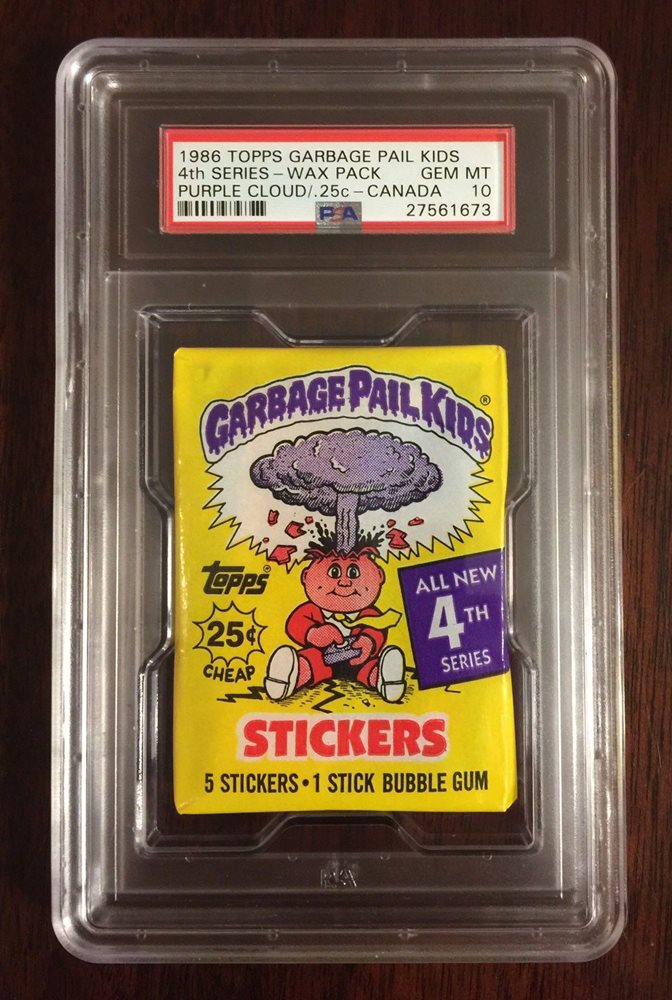 1986 TOPPS GARBAGE PAIL KIDS
4th SERIES – WAX PACK GEM MT
PURPLE CLOUD/.25c – CANADA 10
PSA 27561673
GARBAGE PAIL KIDS®
TOPPS®
25¢
CHEAP
ALL NEW
4TH
SERIES
STICKERS
5 STICKERS • 1 STICK BUBBLE GUM
PSA